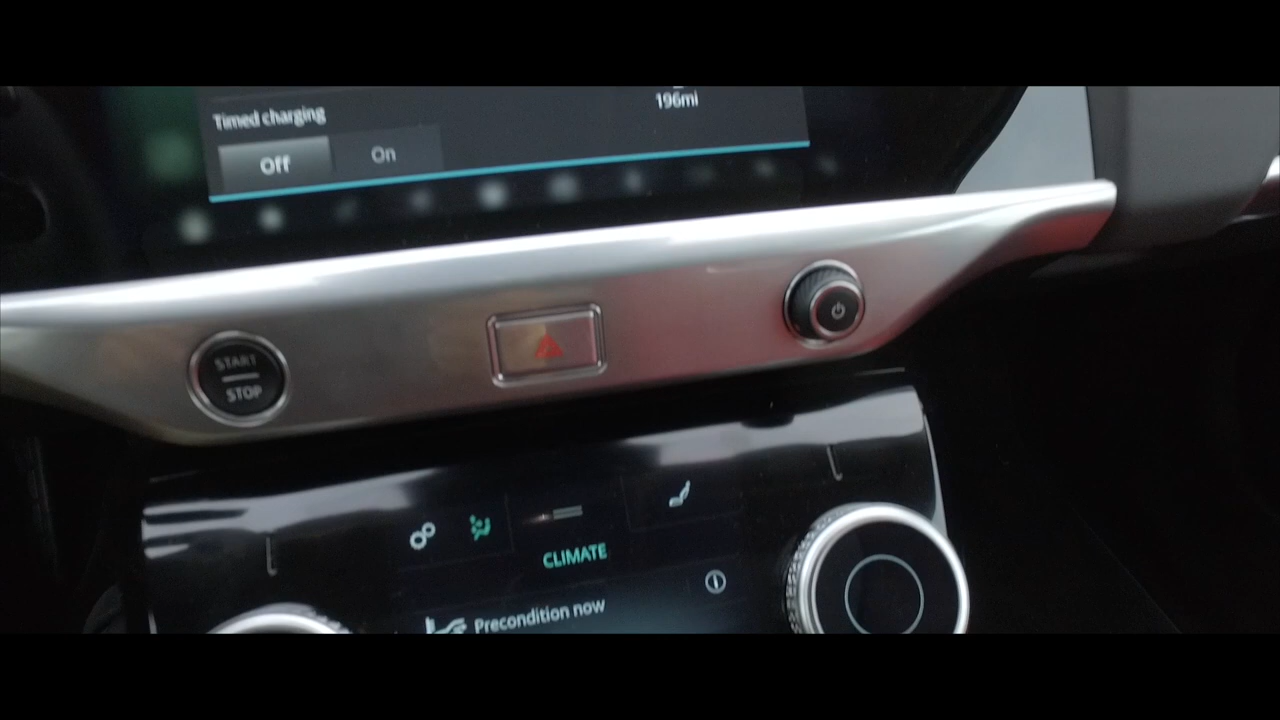 196mi
Timed charging
Off On
START
STOP
CLIMATE
Precondition now